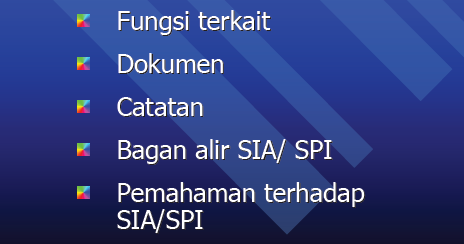 Fungsi terkait
Dokumen
Catatan
Bagan alir SIA/ SPI
Pemahaman terhadap
SIA/SPI